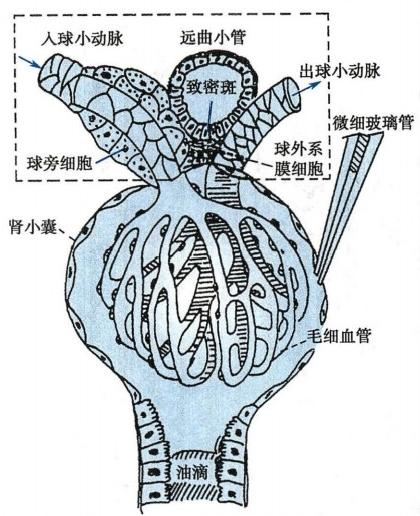 入球小动脉
远曲小管
出球小动脉
致密斑
微细玻璃管
球旁细胞
球外系
膜细胞
肾小囊
毛细血管
油滴